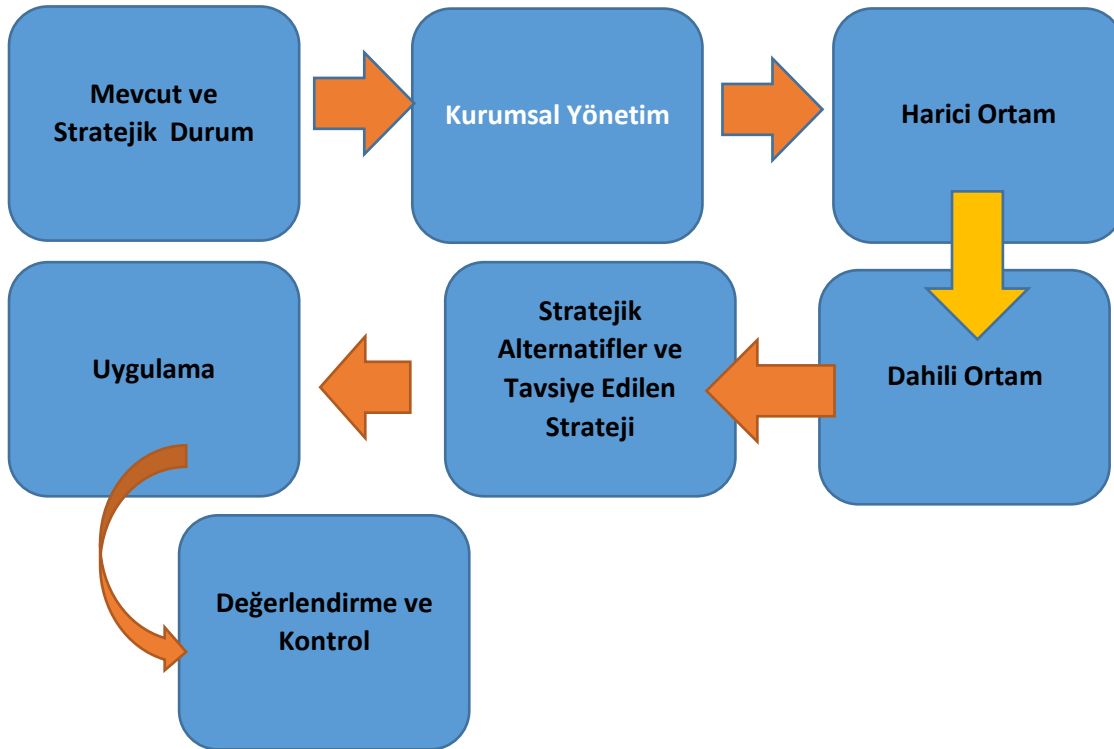 Mevcut ve
Stratejik Durum
Kurumsal Yönetim
Harici Ortam
Dahili Ortam
Stratejik
Alternatifler ve
Tavsiye Edilen
Strateji
Uygulama
Değerlendirme ve
Kontrol